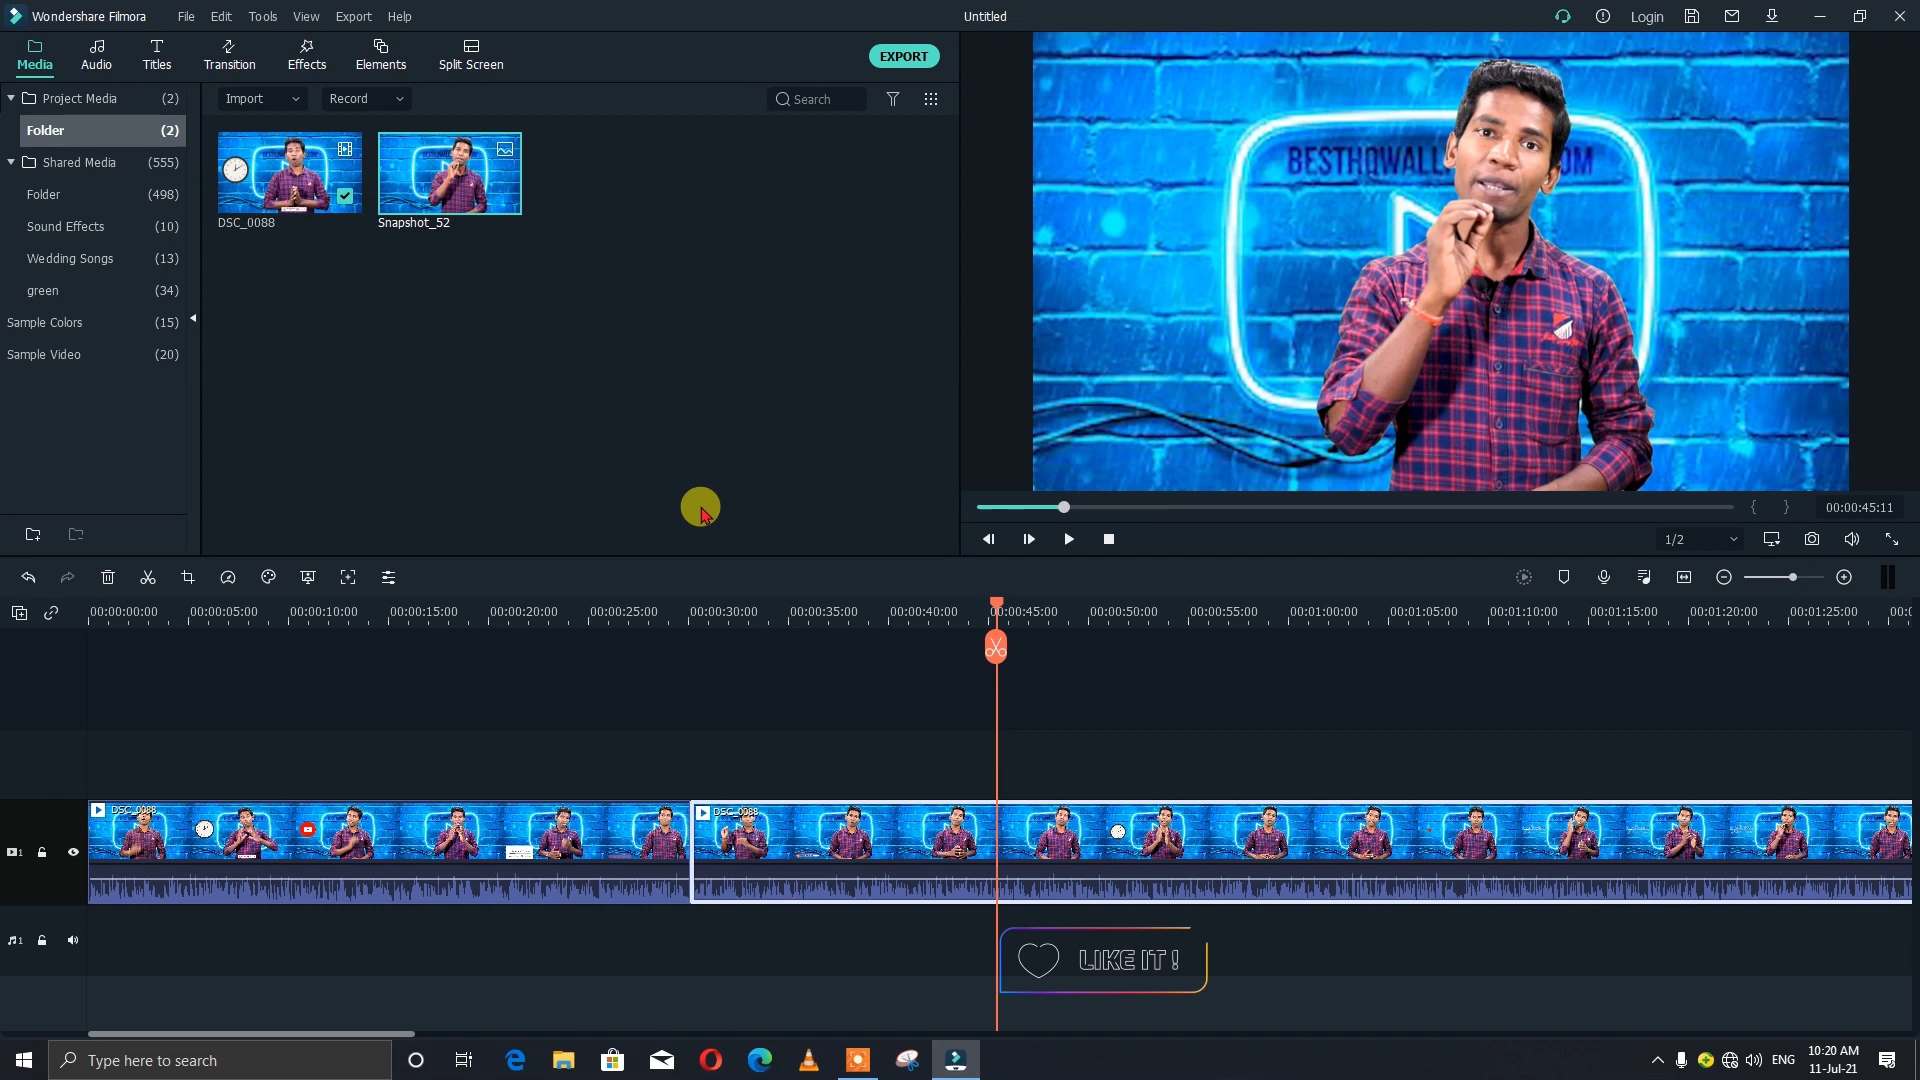 Wondershare Filmora File Edit Tools View Export Help Untitled Login
Media Audio Titles Transition Effects Elements Split Screen EXPORT
Project Media (2)
Folder (2)
Shared Media (555)
Folder (498)
Sound Effects (10)
Wedding Songs (13)
green (34)
Sample Colors (15)
Sample Video (20)
Import Record Search
DSC_0088 Snapshot_52
00:00:45:11
1/2
00:00:00:00 00:00:05:00 00:00:10:00 00:00:15:00 00:00:20:00 00:00:25:00 00:00:30:00 00:00:35:00 00:00:40:00 00:00:45:00 00:00:50:00 00:00:55:00 00:01:00:00 00:01:05:00 00:01:10:00 00:01:15:00 00:01:20:00 00:01:25:00
DSC_0088 DSC_0088
1
1
LIKE IT !
Type here to search
ENG
10:20 AM
11-Jul-21